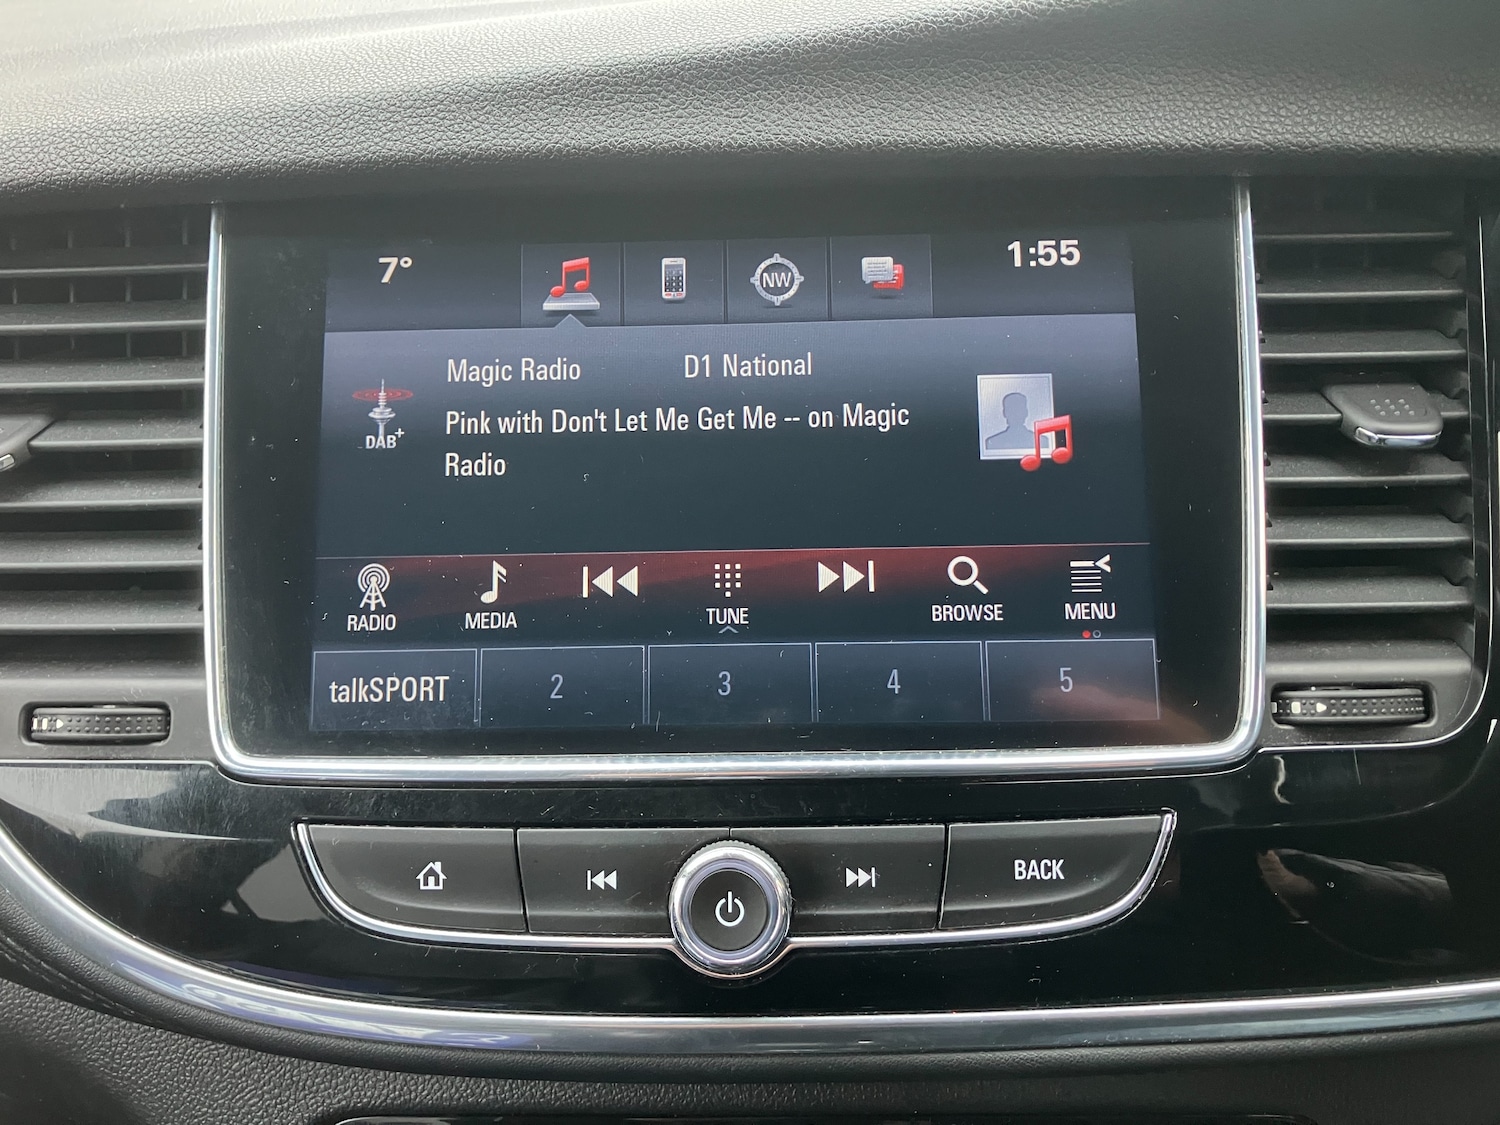 7°
NW
1:55
Magic Radio D1 National
Pink with Don't Let Me Get Me -- on Magic
Radio
DAB+
RADIO
MEDIA
TUNE
BROWSE
MENU
talkSPORT 2 3 4 5
BACK